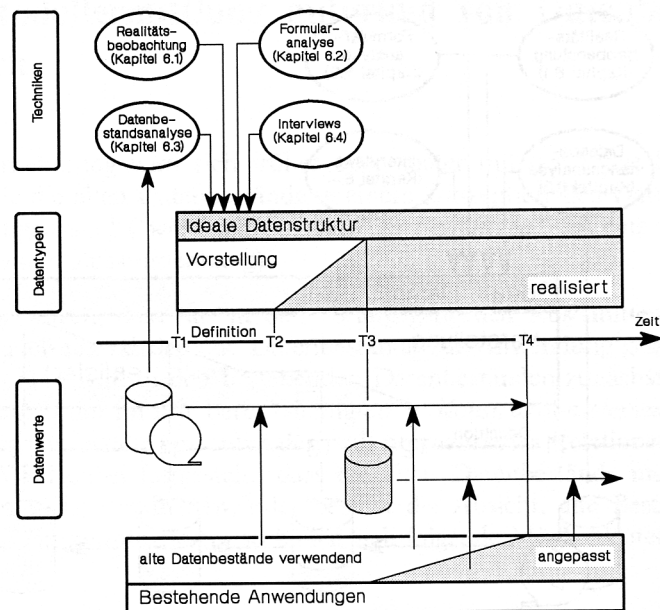 Techniken
Realitäts-
beobachtung
(Kapitel 6.1)
Formular-
analyse
(Kapitel 6.2)
Datenbe-
standsanalyse
(Kapitel 6.3)
Interviews
(Kapitel 6.4)
Datentypen
Ideale Datenstruktur
Vorstellung
realisiert
Definition
Zeit
T1
T2
T3
T4
Datenwerte
alte Datenbestände verwendend
angepasst
Bestehende Anwendungen